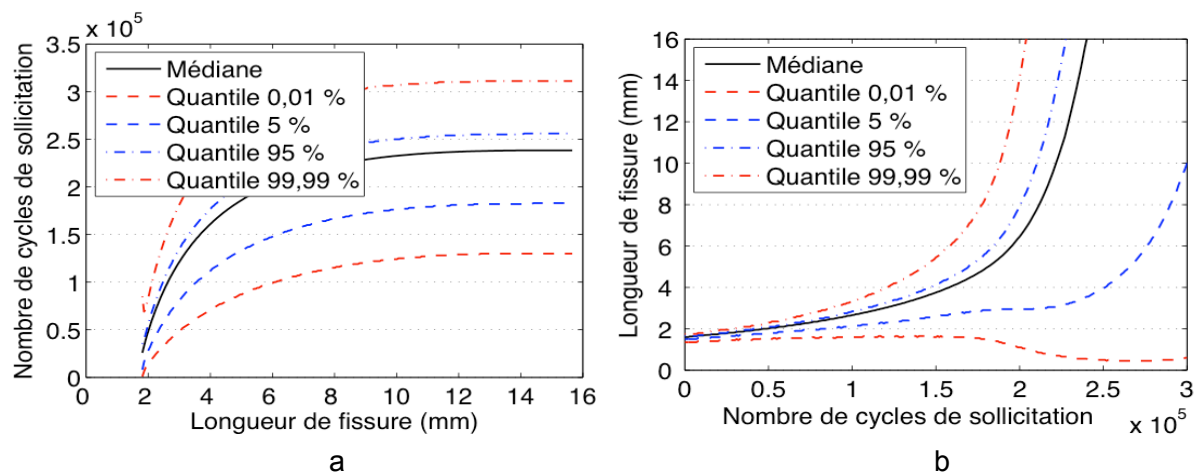 x 10⁵
3.5
3
2.5
2
1.5
1
0.5
0
Nombre de cycles de sollicitation
Médiane
Quantile 0,01 %
Quantile 5 %
Quantile 95 %
Quantile 99,99 %
0 2 4 6 8 10 12 14 16
Longueur de fissure (mm)
a
16
14
12
10
8
6
4
2
0
Longueur de fissure (mm)
Médiane
Quantile 0,01 %
Quantile 5 %
Quantile 95 %
Quantile 99,99 %
0 0.5 1 1.5 2 2.5 3
Nombre de cycles de sollicitation
x 10⁵
b